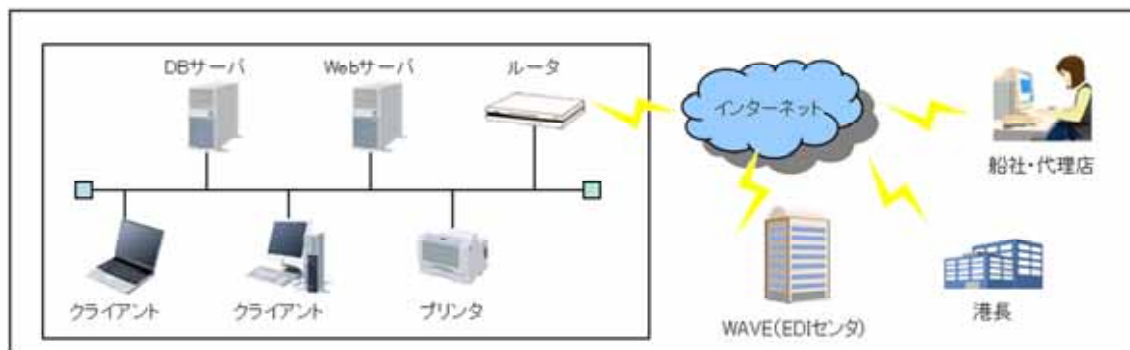 DBサーバ
Webサーバ
ルータ
インターネット
船社・代理店
クライアント
クライアント
プリンタ
WAVE(EDIセンタ)
港長